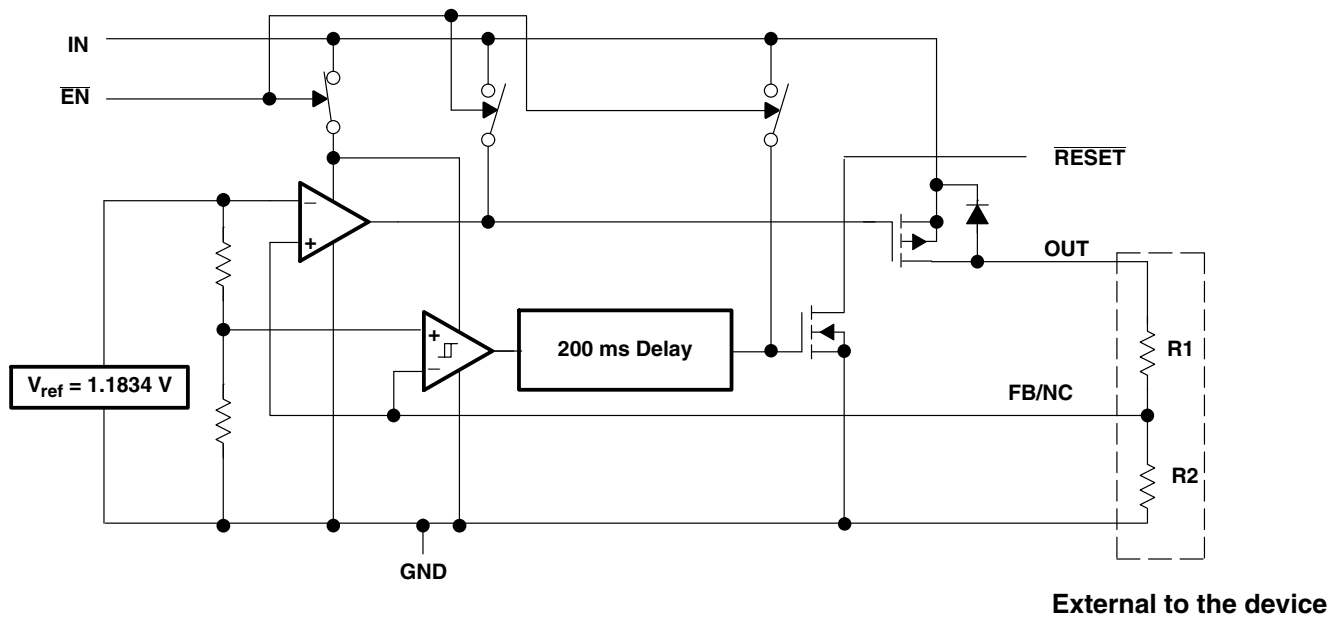 IN
EN
RESET
OUT
−
+
+
−
200 ms Delay
R1
Vref = 1.1834 V
FB/NC
R2
GND
External to the device